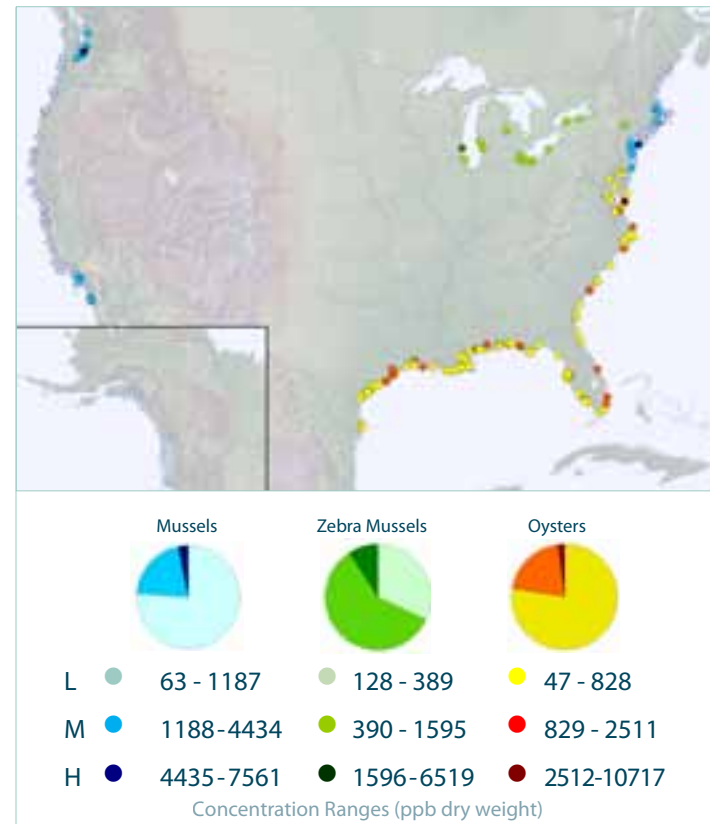 Mussels Zebra Mussels Oysters
L 63 - 1187 128 - 389 47 - 828
M 1188-4434 390 - 1595 829 - 2511
H 4435-7561 1596-6519 2512-10717
Concentration Ranges (ppb dry weight)